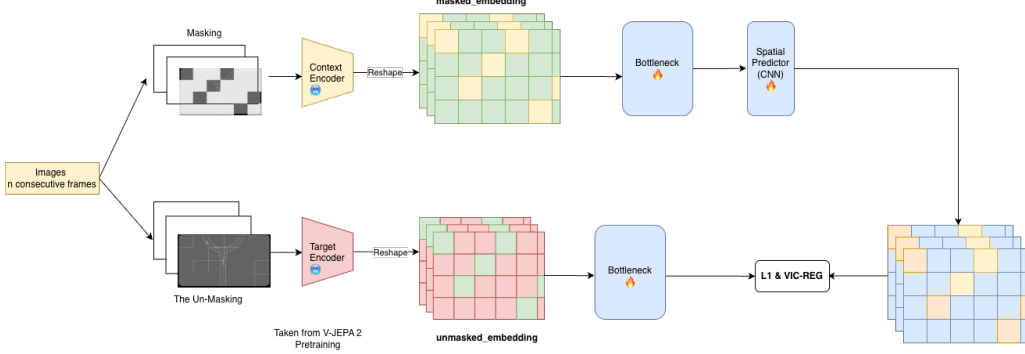 masked_embedding
Masking
Context
Encoder
Reshape
Bottleneck
Spatial
Predictor
(CNN)
Images
n consecutive frames
Target
Encoder
Reshape
Bottleneck
L1 & VIC-REG
The Un-Masking
Taken from V-JEPA 2
Pretraining
unmasked_embedding